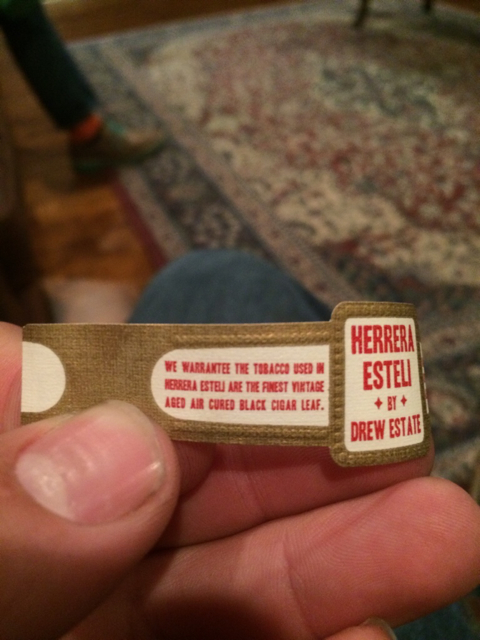 WE WARRANTEE THE TOBACCO USED IN
HERRERA ESTELI ARE THE FINEST VINTAGE
AGED AIR CURED BLACK CIGAR LEAF.
HERRERA
ESTELI
✦ BY ✦
DREW ESTATE